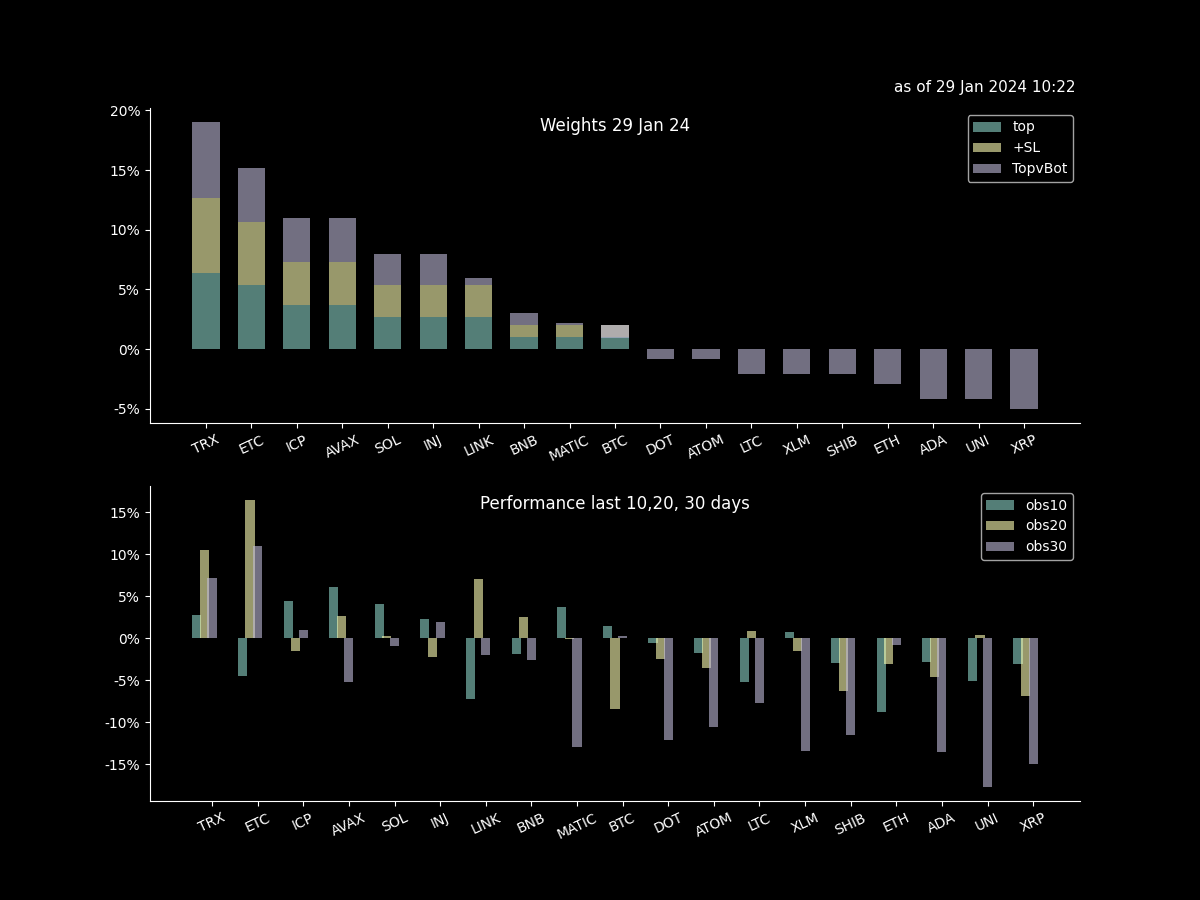 as of 29 Jan 2024 10:22
Weights 29 Jan 24
top
+SL
TopvBot
20%
15%
10%
5%
0%
-5%
TRX ETC ICP AVAX SOL INJ LINK BNB MATIC BTC DOT ATOM LTC XLM SHIB ETH ADA UNI XRP
Performance last 10,20, 30 days
obs10
obs20
obs30
15%
10%
5%
0%
-5%
-10%
-15%
TRX ETC ICP AVAX SOL INJ LINK BNB MATIC BTC DOT ATOM LTC XLM SHIB ETH ADA UNI XRP